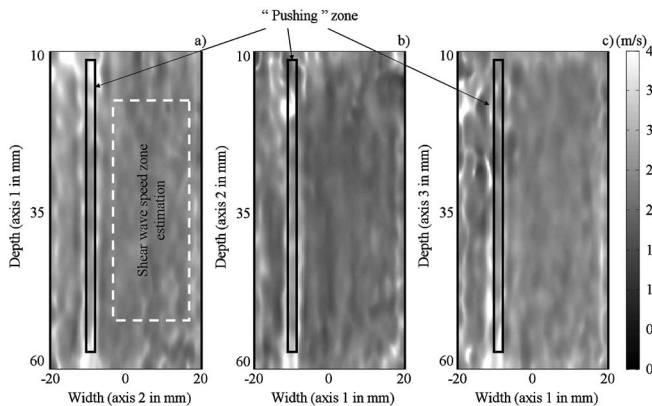 “ Pushing ” zone
a)
b)
c) (m/s)
10
35
60
Depth (axis 1 in mm)
-20
0
20
Width (axis 2 in mm)
Shear wave speed zone
estimation
10
35
60
Depth (axis 2 in mm)
-20
0
20
Width (axis 1 in mm)
10
35
60
Depth (axis 3 in mm)
-20
0
20
Width (axis 1 in mm)
4
3
3
2
2
1
1
0
0